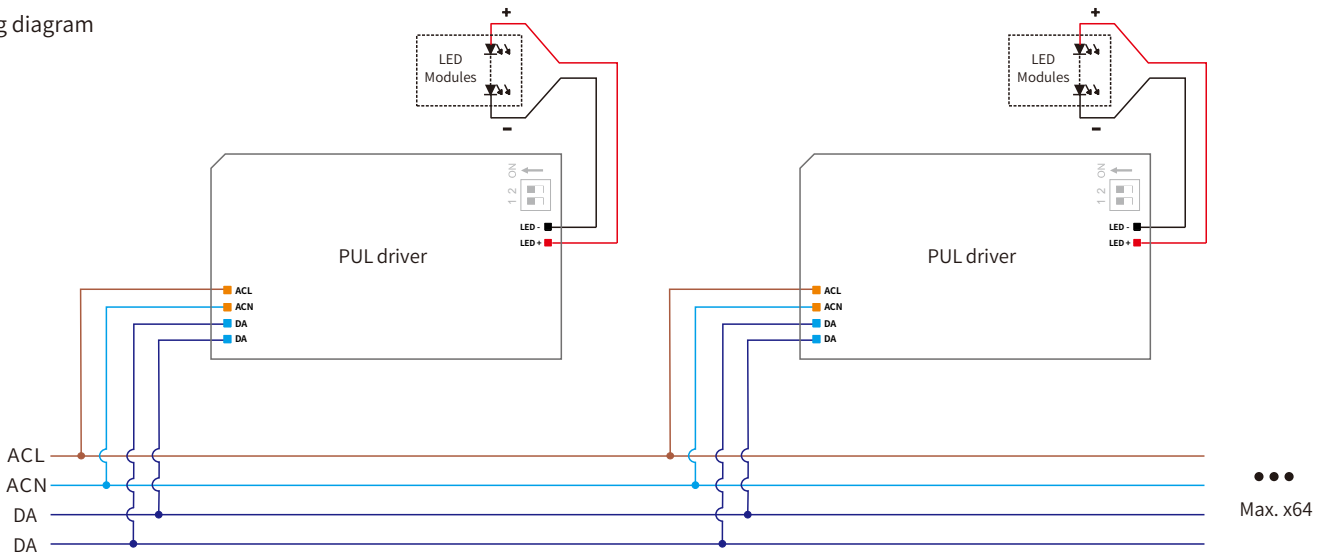 g diagram
+
+
LED
Modules
LED
Modules
−
−
ON
1 2
ON
1 2
LED -
LED +
LED -
LED +
PUL driver
PUL driver
ACL
ACN
DA
DA
ACL
ACN
DA
DA
ACL
ACN
DA
DA
•••
Max. x64